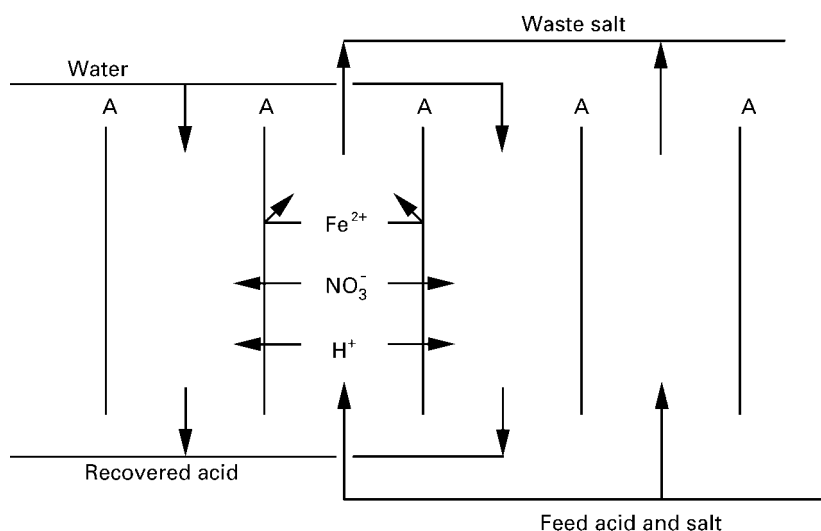 Waste salt
Water
A A A A A
Fe²⁺
NO₃⁻
H⁺
Recovered acid
Feed acid and salt